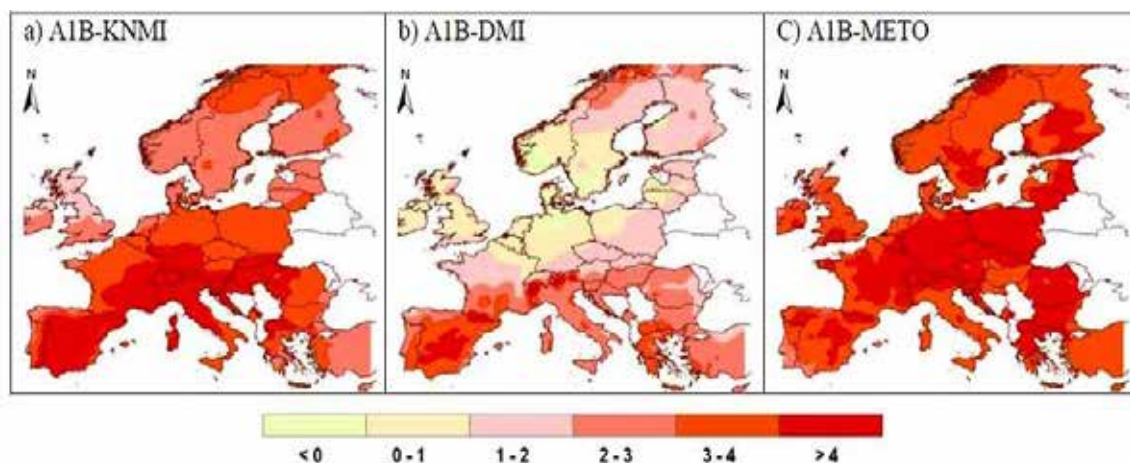 a) A1B-KNMI
b) A1B-DMI
C) A1B-METO
N
N
N
< 0
0 - 1
1 - 2
2 - 3
3 - 4
> 4